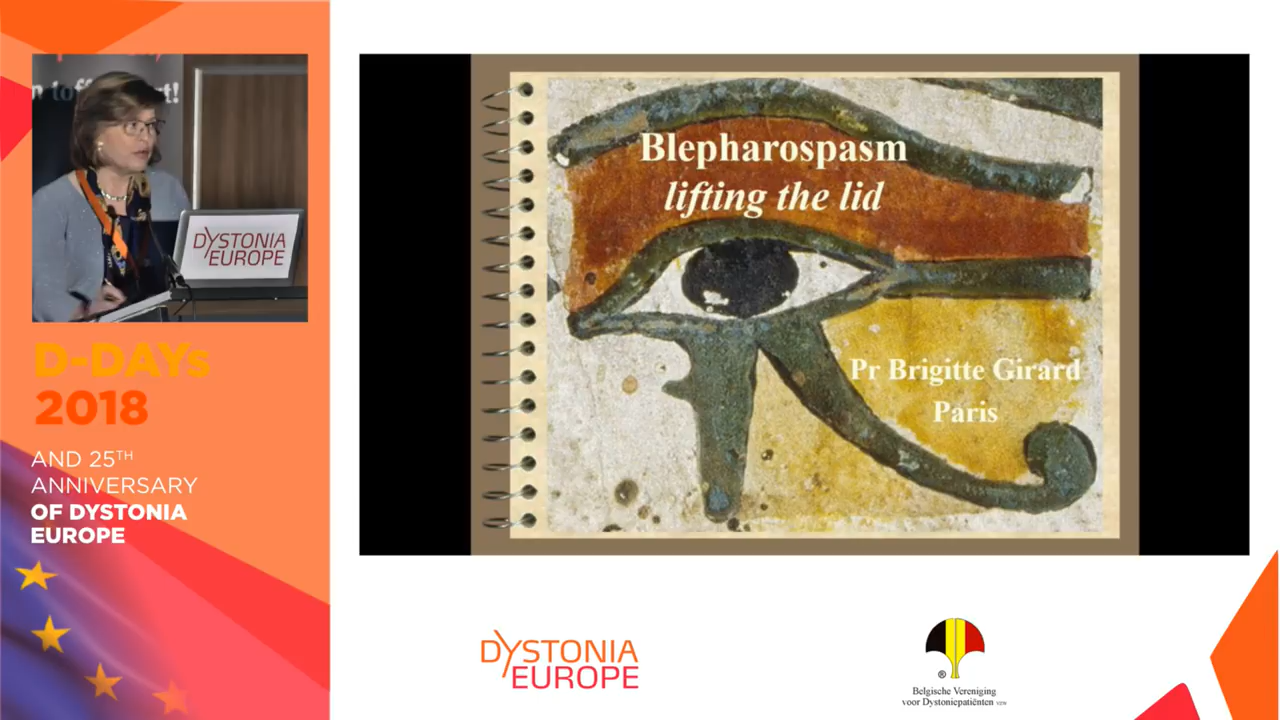 D-DAYs
2018
AND 25TH
ANNIVERSARY
OF DYSTONIA
EUROPE
DYSTONIA
EUROPE
Blepharospasm
lifting the lid
Pr Brigitte Girard
Paris
DYSTONIA
EUROPE
®
Belgische Vereniging
voor Dystoniepatiënten vzw